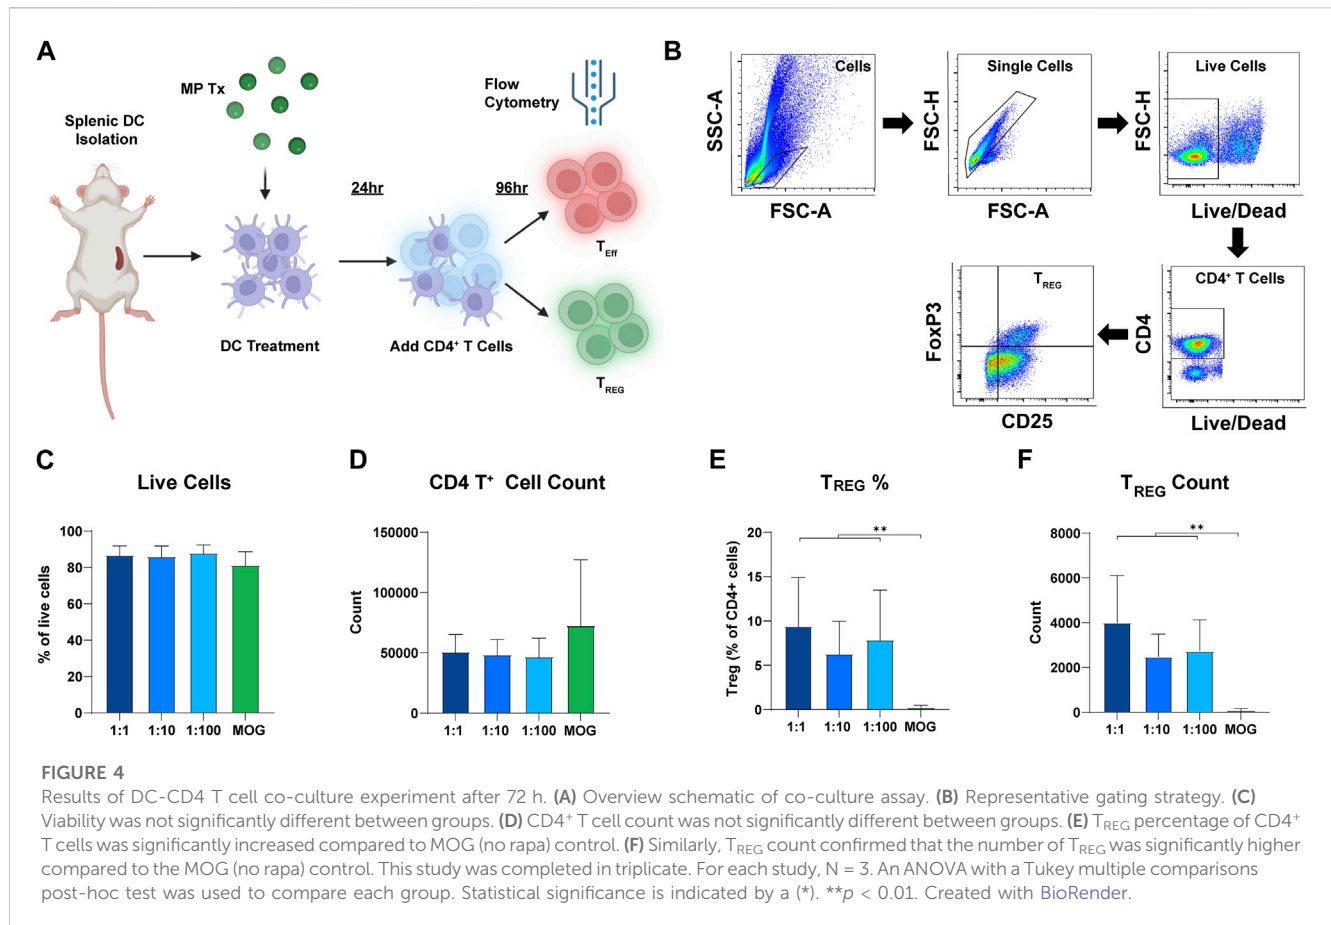 A
MP Tx
Splenic DC
Isolation
24hr
96hr
Flow
Cytometry
DC Treatment
Add CD4⁺ T Cells
T_Eff
T_REG
B
SSC-A
Cells
FSC-A
FSC-H
Single Cells
FSC-A
FSC-H
Live Cells
Live/Dead
CD4
CD4⁺ T Cells
Live/Dead
FoxP3
T_REG
CD25
C
Live Cells
% of live cells
100
80
60
40
20
0
1:1 1:10 1:100 MOG
D
CD4 T⁺ Cell Count
Count
150000
100000
50000
0
1:1 1:10 1:100 MOG
E
T_REG %
Treg (% of CD4+ cells)
20
15
10
5
0
**
1:1 1:10 1:100 MOG
F
T_REG Count
Count
8000
6000
4000
2000
0
**
1:1 1:10 1:100 MOG
FIGURE 4
Results of DC-CD4 T cell co-culture experiment after 72 h. (A) Overview schematic of co-culture assay. (B) Representative gating strategy. (C)
Viability was not significantly different between groups. (D) CD4⁺ T cell count was not significantly different between groups. (E) T_REG percentage of CD4⁺
T cells was significantly increased compared to MOG (no rapa) control. (F) Similarly, T_REG count confirmed that the number of T_REG was significantly higher
compared to the MOG (no rapa) control. This study was completed in triplicate. For each study, N = 3. An ANOVA with a Tukey multiple comparisons
post-hoc test was used to compare each group. Statistical significance is indicated by a (*). **p < 0.01. Created with BioRender.